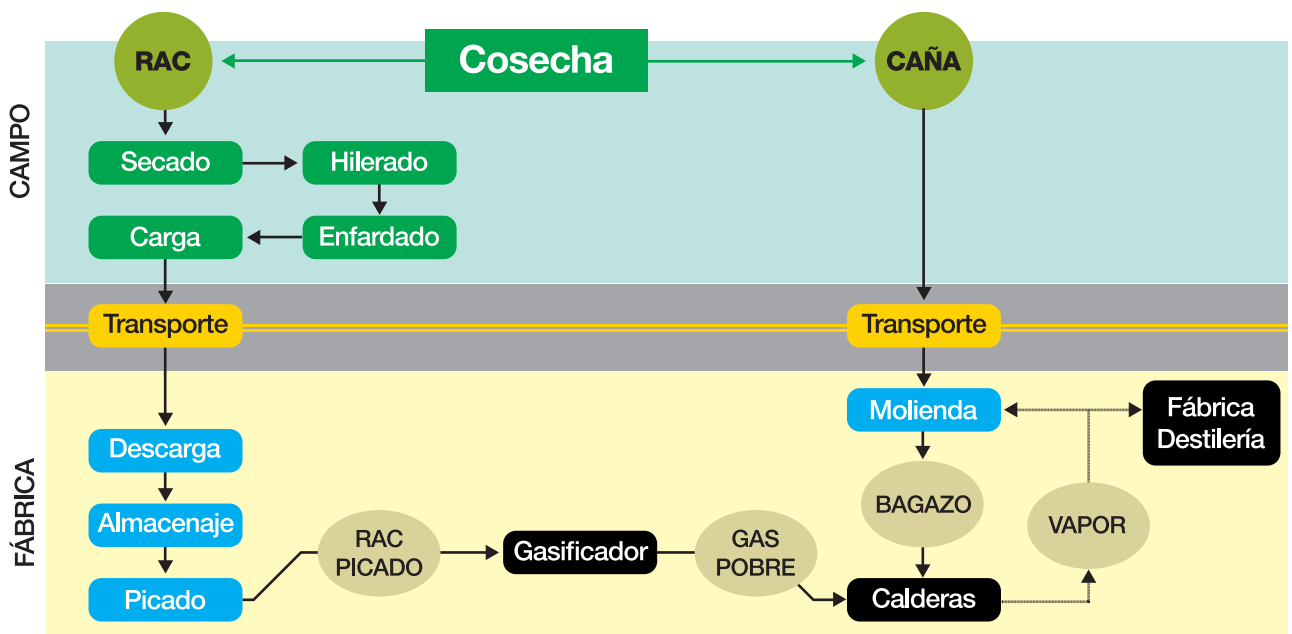 RAC
Cosecha
CAÑA
CAMPO
Secado
Hilerado
Carga
Enfardado
Transporte
Transporte
FÁBRICA
Molienda
Fábrica
Destilería
Descarga
Almacenaje
BAGAZO
VAPOR
RAC
PICADO
Gasificador
GAS
POBRE
Picado
Calderas